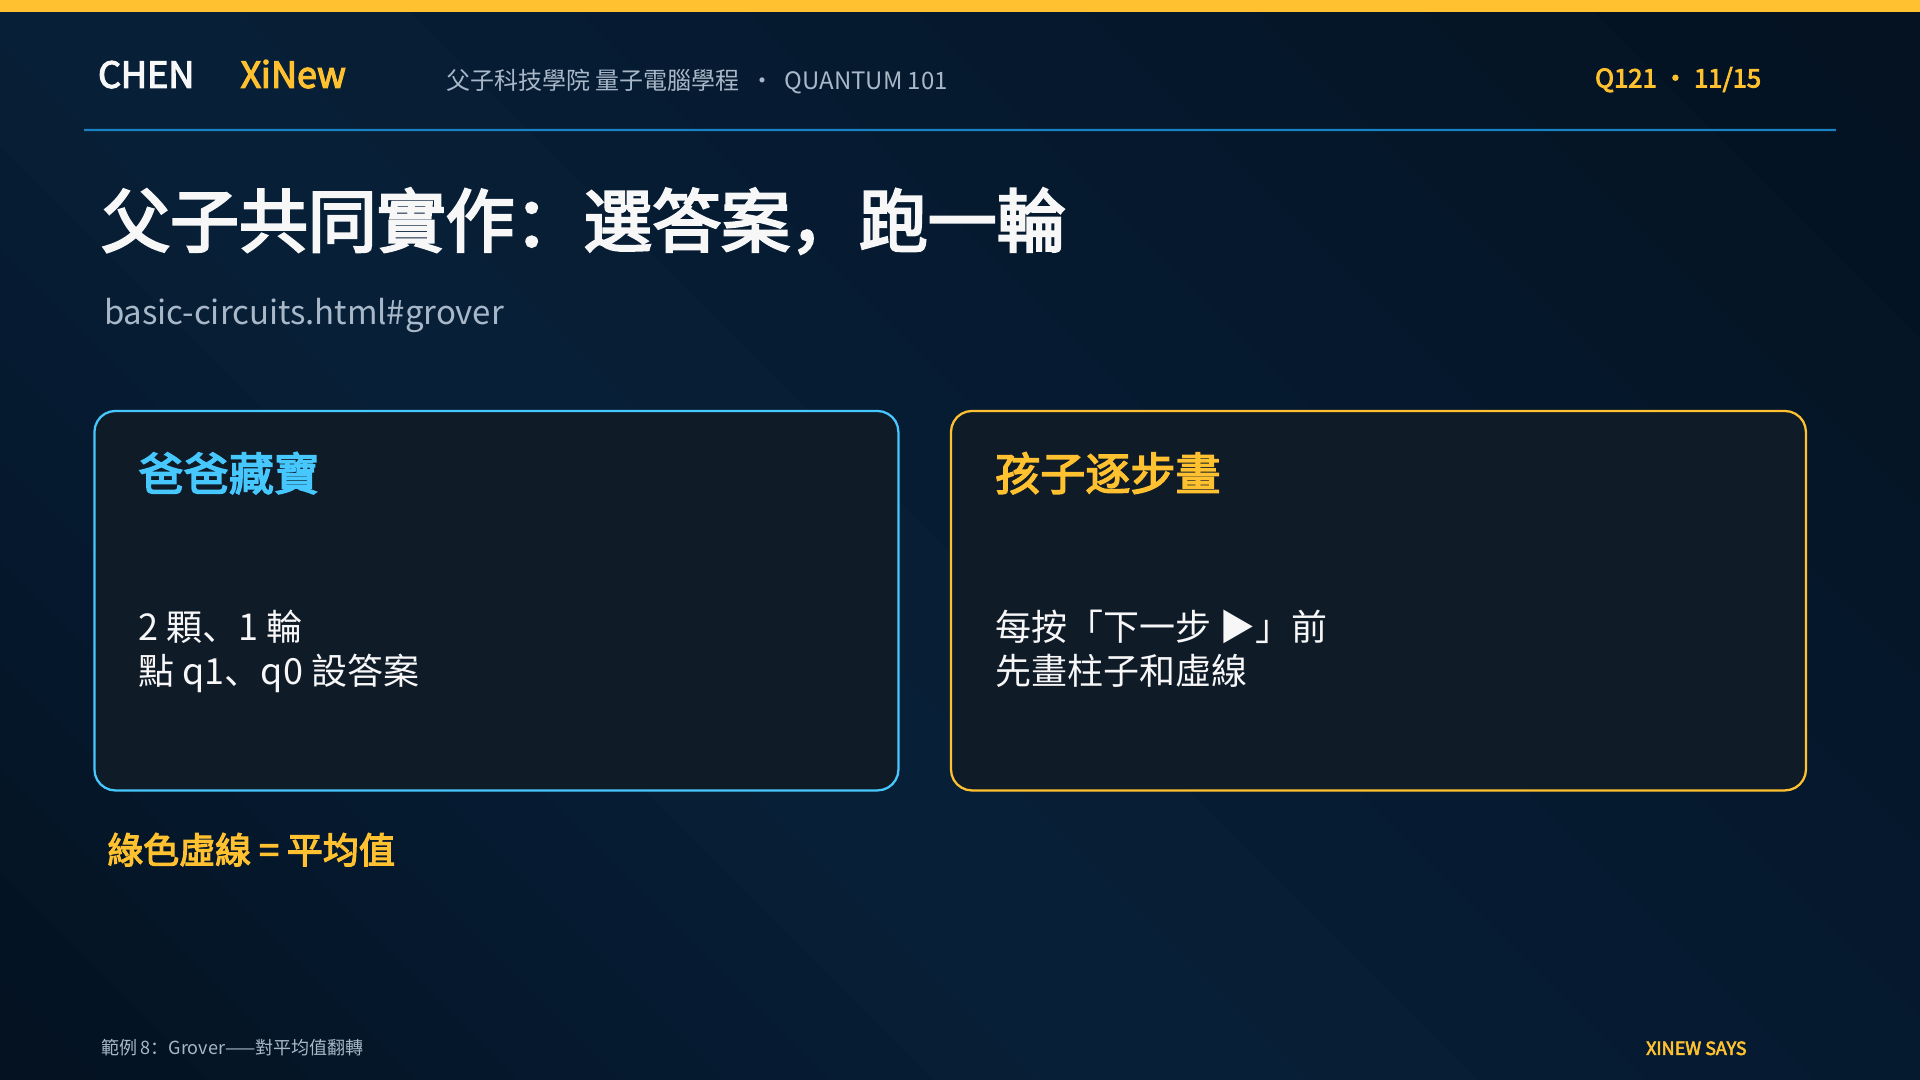 CHEN XiNew 父子科技學院 量子電腦學程 · QUANTUM 101 Q121 · 11/15
父子共同實作：選答案，跑一輪
basic-circuits.html#grover
爸爸藏寶
2 顆、1 輪
點 q1、q0 設答案
孩子逐步畫
每按「下一步 ▶」前
先畫柱子和虛線
綠色虛線 = 平均值
範例 8：Grover——對平均值翻轉
XINEW SAYS